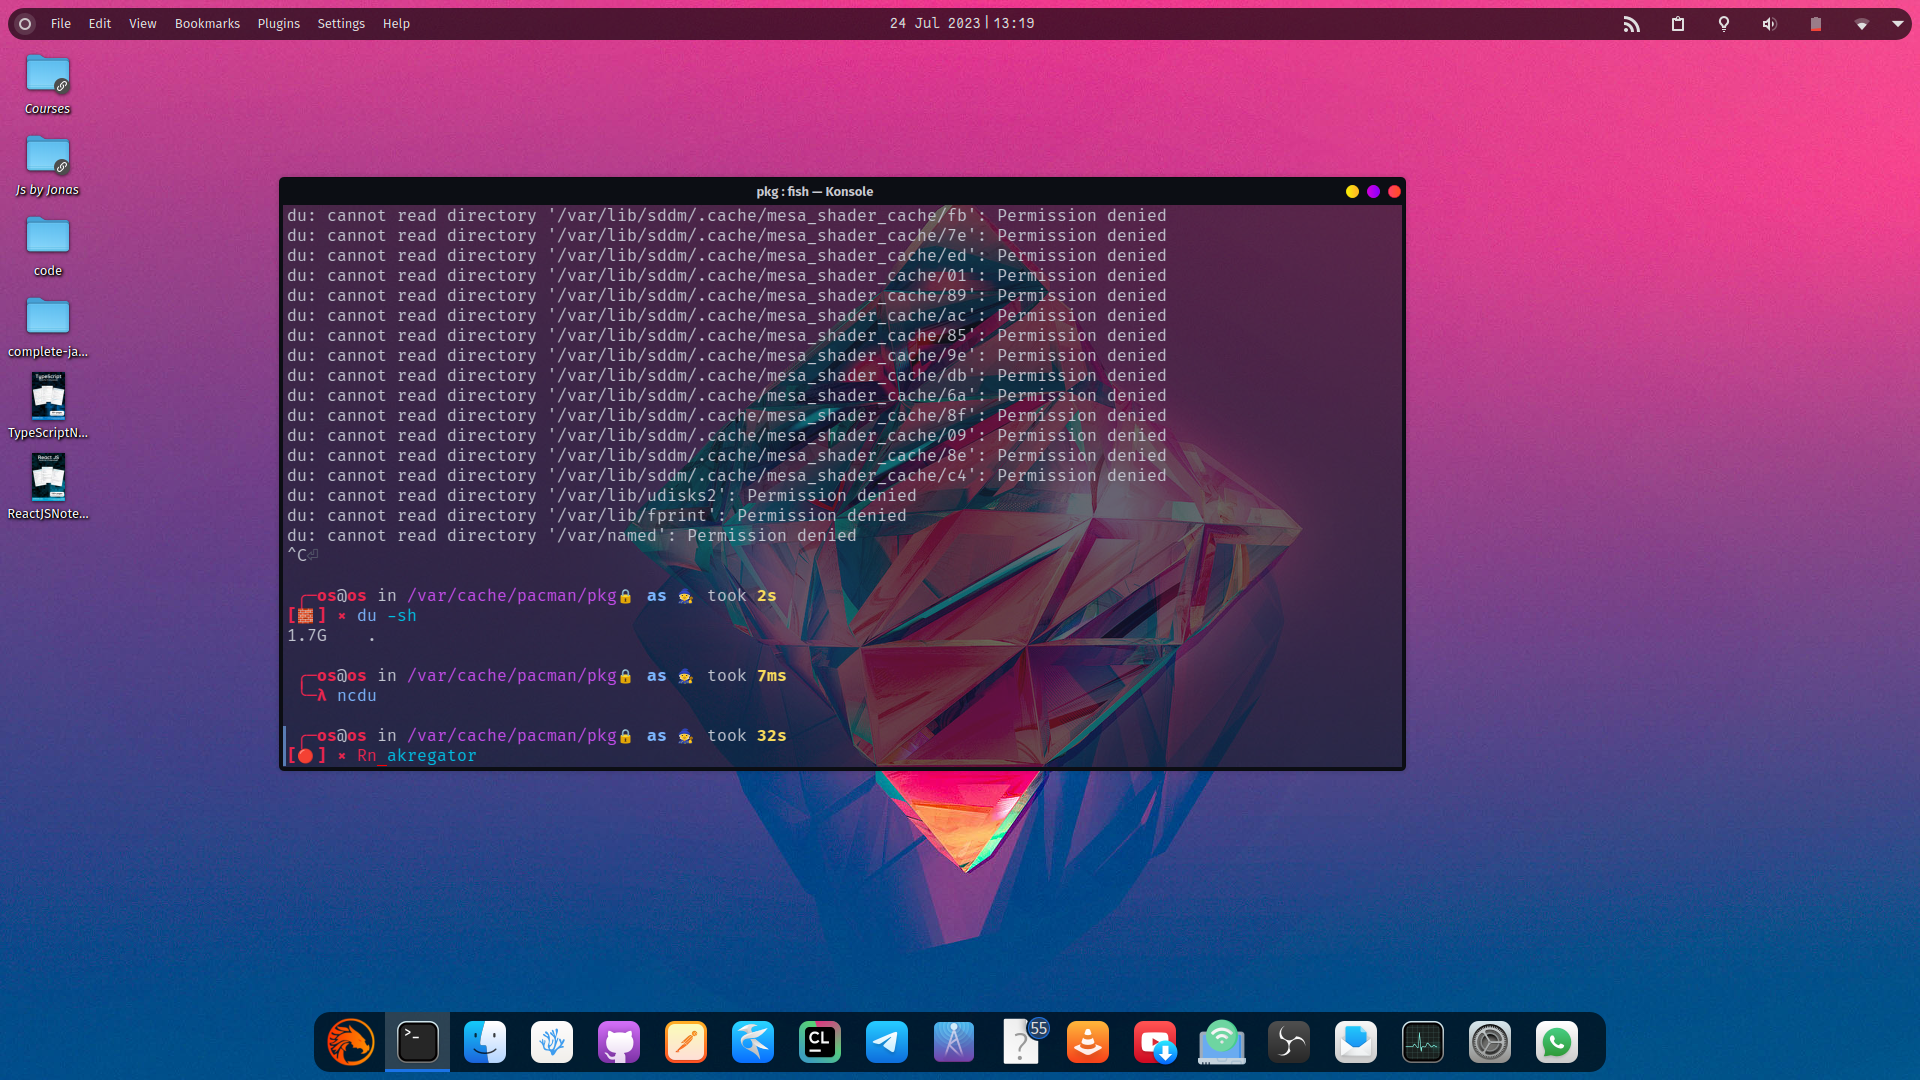 File Edit View Bookmarks Plugins Settings Help
24 Jul 2023 | 13:19
Courses
Js by Jonas
code
complete-ja...
TypeScript
TypeScriptN...
React JS
ReactJSNote...
pkg : fish — Konsole
du: cannot read directory '/var/lib/sddm/.cache/mesa_shader_cache/fb': Permission denied
du: cannot read directory '/var/lib/sddm/.cache/mesa_shader_cache/7e': Permission denied
du: cannot read directory '/var/lib/sddm/.cache/mesa_shader_cache/ed': Permission denied
du: cannot read directory '/var/lib/sddm/.cache/mesa_shader_cache/01': Permission denied
du: cannot read directory '/var/lib/sddm/.cache/mesa_shader_cache/89': Permission denied
du: cannot read directory '/var/lib/sddm/.cache/mesa_shader_cache/ac': Permission denied
du: cannot read directory '/var/lib/sddm/.cache/mesa_shader_cache/85': Permission denied
du: cannot read directory '/var/lib/sddm/.cache/mesa_shader_cache/9e': Permission denied
du: cannot read directory '/var/lib/sddm/.cache/mesa_shader_cache/db': Permission denied
du: cannot read directory '/var/lib/sddm/.cache/mesa_shader_cache/6a': Permission denied
du: cannot read directory '/var/lib/sddm/.cache/mesa_shader_cache/8f': Permission denied
du: cannot read directory '/var/lib/sddm/.cache/mesa_shader_cache/09': Permission denied
du: cannot read directory '/var/lib/sddm/.cache/mesa_shader_cache/8e': Permission denied
du: cannot read directory '/var/lib/sddm/.cache/mesa_shader_cache/c4': Permission denied
du: cannot read directory '/var/lib/udisks2': Permission denied
du: cannot read directory '/var/lib/fprint': Permission denied
du: cannot read directory '/var/named': Permission denied
^C⏎
╭─os@os in /var/cache/pacman/pkg🔒 as 🧙 took 2s
[🧱] × du -sh
1.7G .
╭─os@os in /var/cache/pacman/pkg🔒 as 🧙 took 7ms
╰─λ ncdu
╭─os@os in /var/cache/pacman/pkg🔒 as 🧙 took 32s
[🔴] × Rn_akregator
>_
CL
?
55